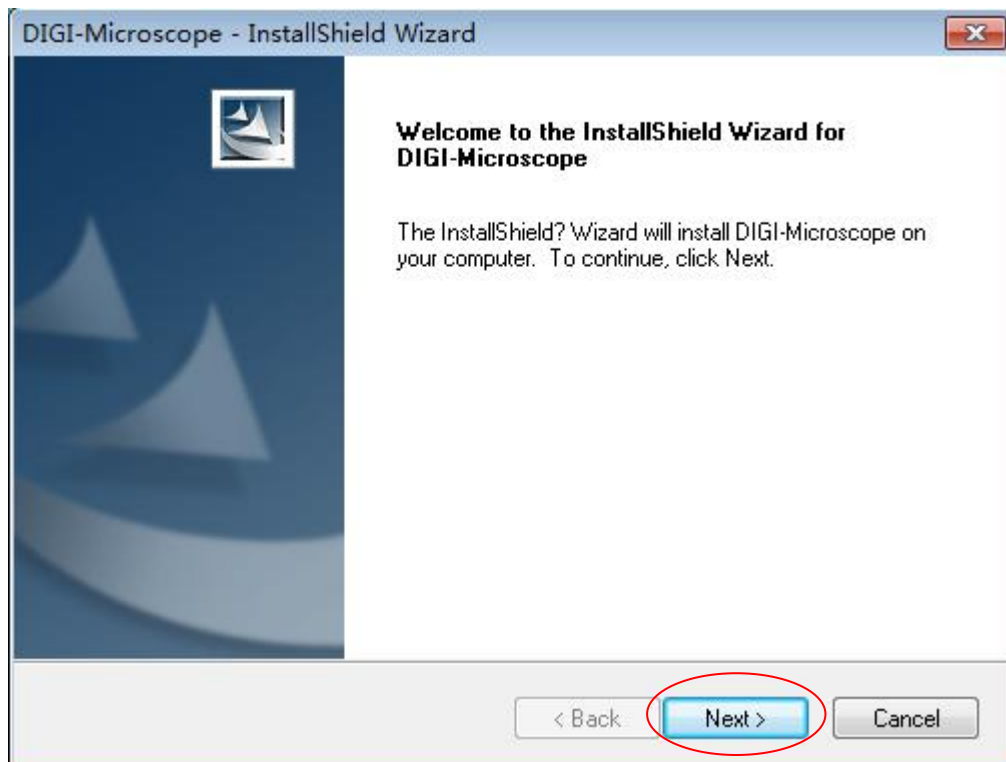 DIGI-Microscope - InstallShield Wizard
Welcome to the InstallShield Wizard for
DIGI-Microscope
The InstallShield? Wizard will install DIGI-Microscope on
your computer.  To continue, click Next.
< Back
Next >
Cancel